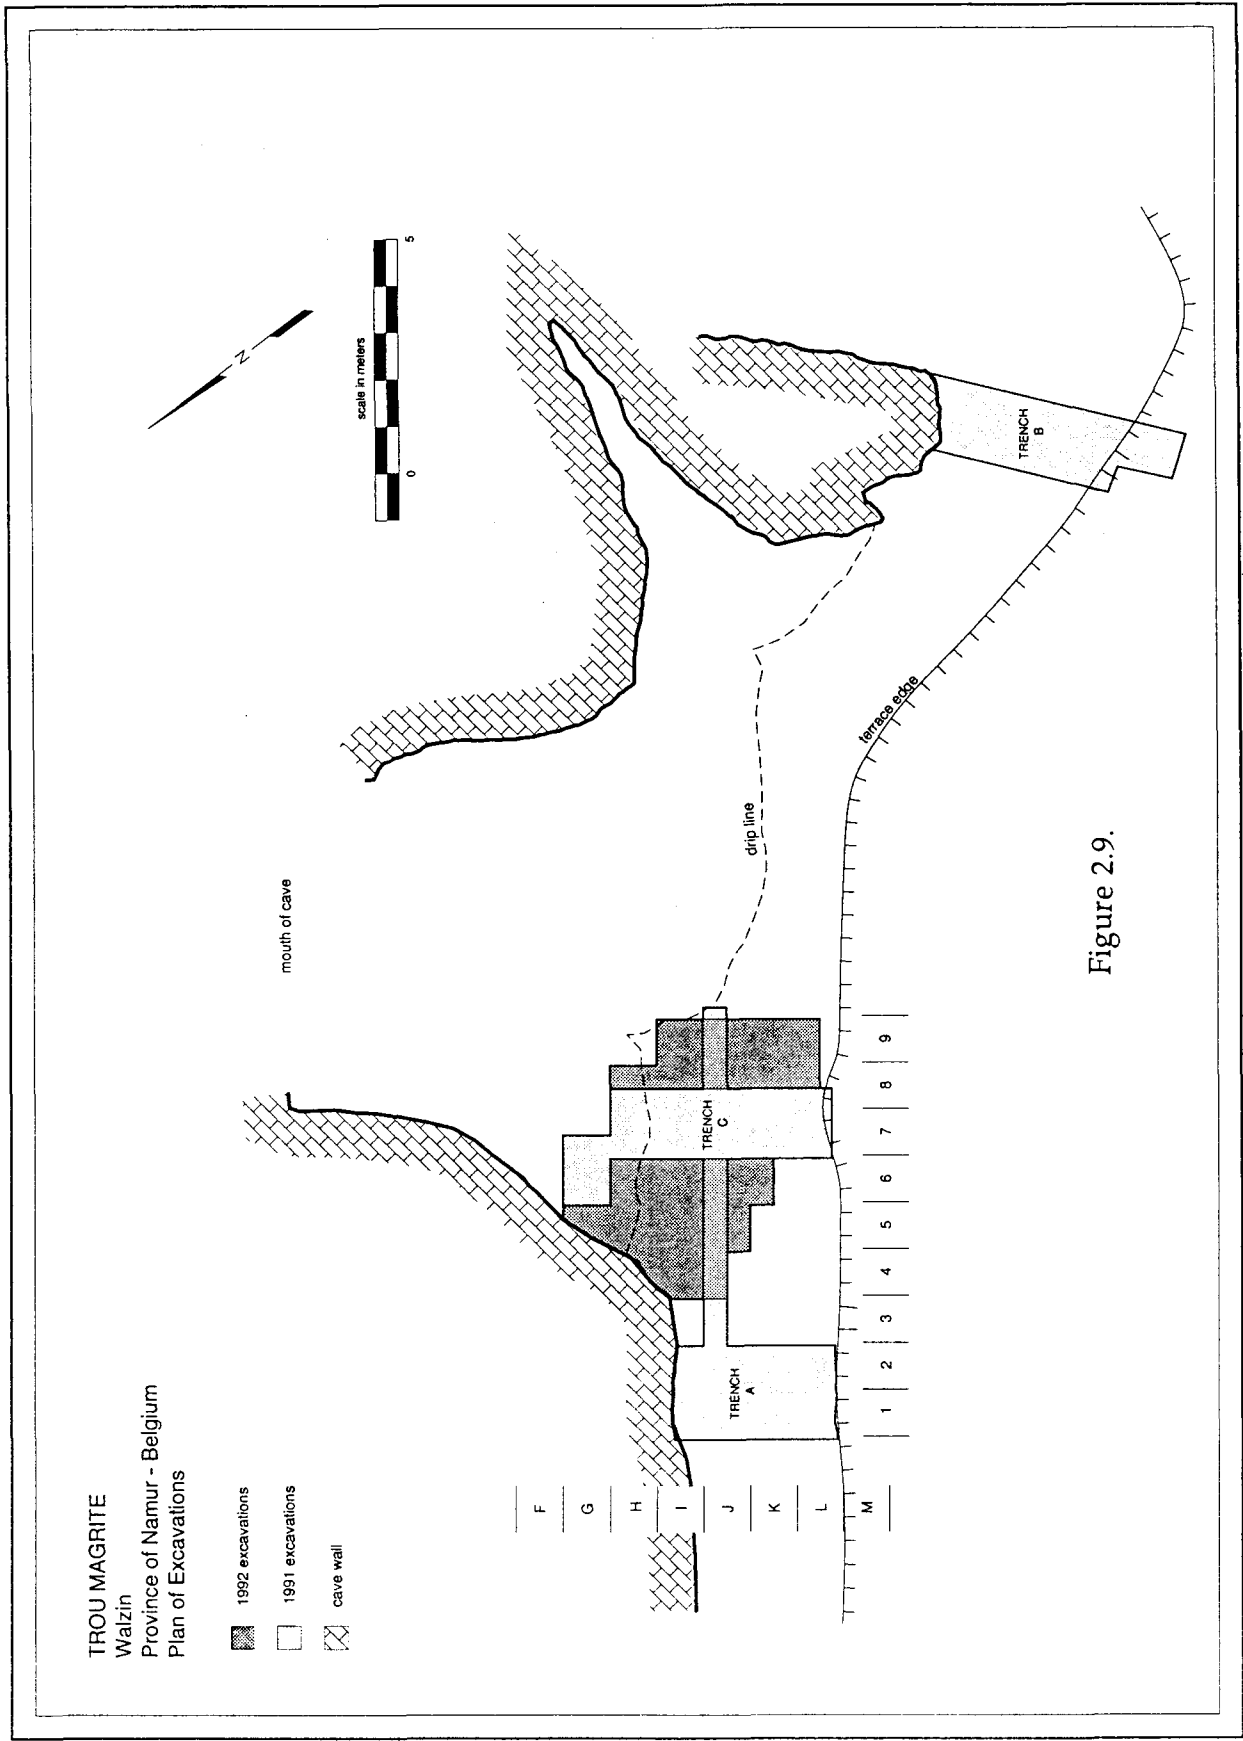 TROU MAGRITE
Walzin
Province of Namur - Belgium
Plan of Excavations
1992 excavations
1991 excavations
cave wall
mouth of cave
N
scale in meters
0
5
F
G
H
I
J
K
L
M
1
2
3
4
5
6
7
8
9
TRENCH
A
TRENCH
C
TRENCH
B
drip line
terrace edge
Figure 2.9.